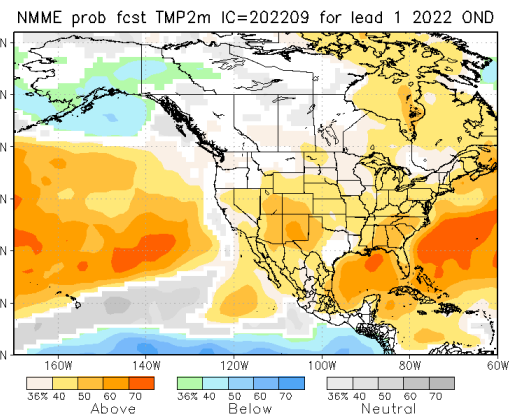 NMME prob fcst TMP2m IC=202209 for lead 1 2022 OND
N
N
N
N
N
N
N
160W 140W 120W 100W 80W 60W
36% 40 50 60 70 36% 40 50 60 70 36% 40 50 60 70
Above Below Neutral